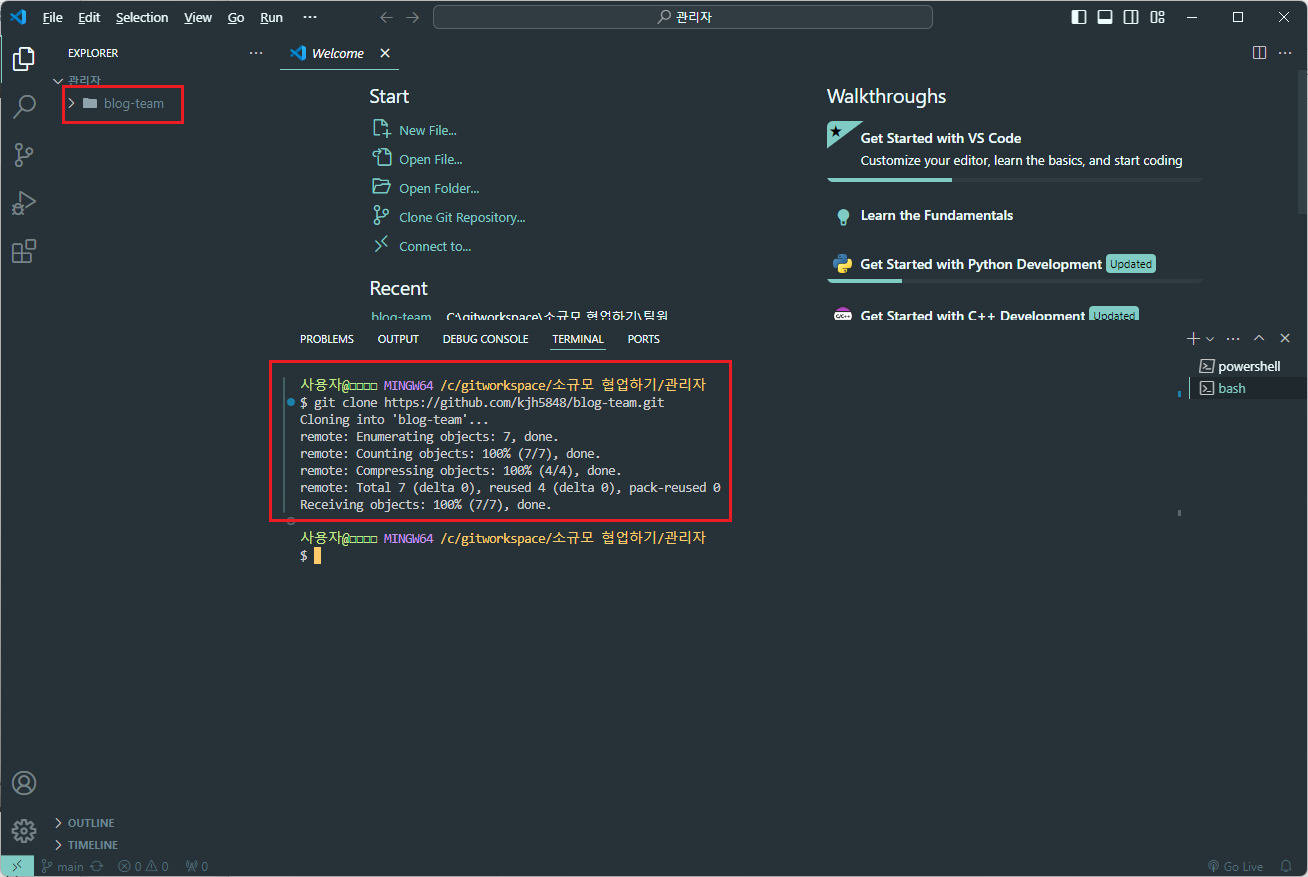 File Edit Selection View Go Run ···
관리자
EXPLORER
관리자
blog-team
Welcome
Start
New File...
Open File...
Open Folder...
Clone Git Repository...
Connect to...
Recent
blog-team C:\gitworkspace\소규모 협업하기\팀원
Walkthroughs
Get Started with VS Code
Customize your editor, learn the basics, and start coding
Learn the Fundamentals
Get Started with Python Development Updated
C/C++ Get Started with C++ Development Updated
PROBLEMS OUTPUT DEBUG CONSOLE TERMINAL PORTS
powershell
bash
사용자@□□□□ MINGW64 /c/gitworkspace/소규모 협업하기/관리자
$ git clone https://github.com/kjh5848/blog-team.git
Cloning into 'blog-team'...
remote: Enumerating objects: 7, done.
remote: Counting objects: 100% (7/7), done.
remote: Compressing objects: 100% (4/4), done.
remote: Total 7 (delta 0), reused 4 (delta 0), pack-reused 0
Receiving objects: 100% (7/7), done.
사용자@□□□□ MINGW64 /c/gitworkspace/소규모 협업하기/관리자
$
OUTLINE
TIMELINE
main 0 0 0 Go Live